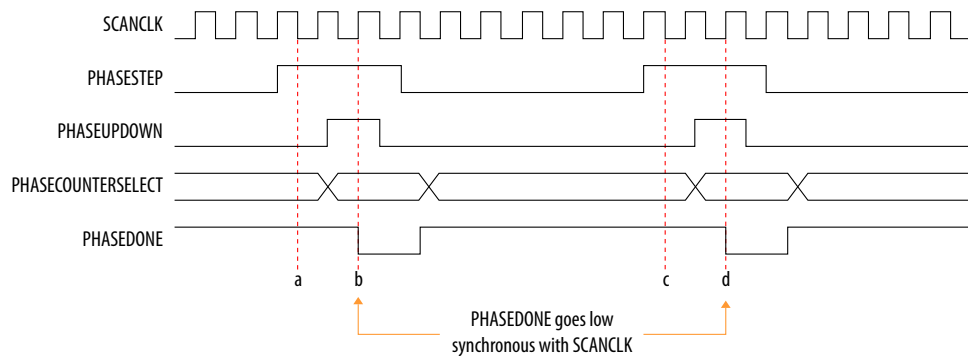 SCANCLK
PHASESTEP
PHASEUPDOWN
PHASECOUNTERSELECT
PHASEDONE
a b c d
PHASEDONE goes low
synchronous with SCANCLK